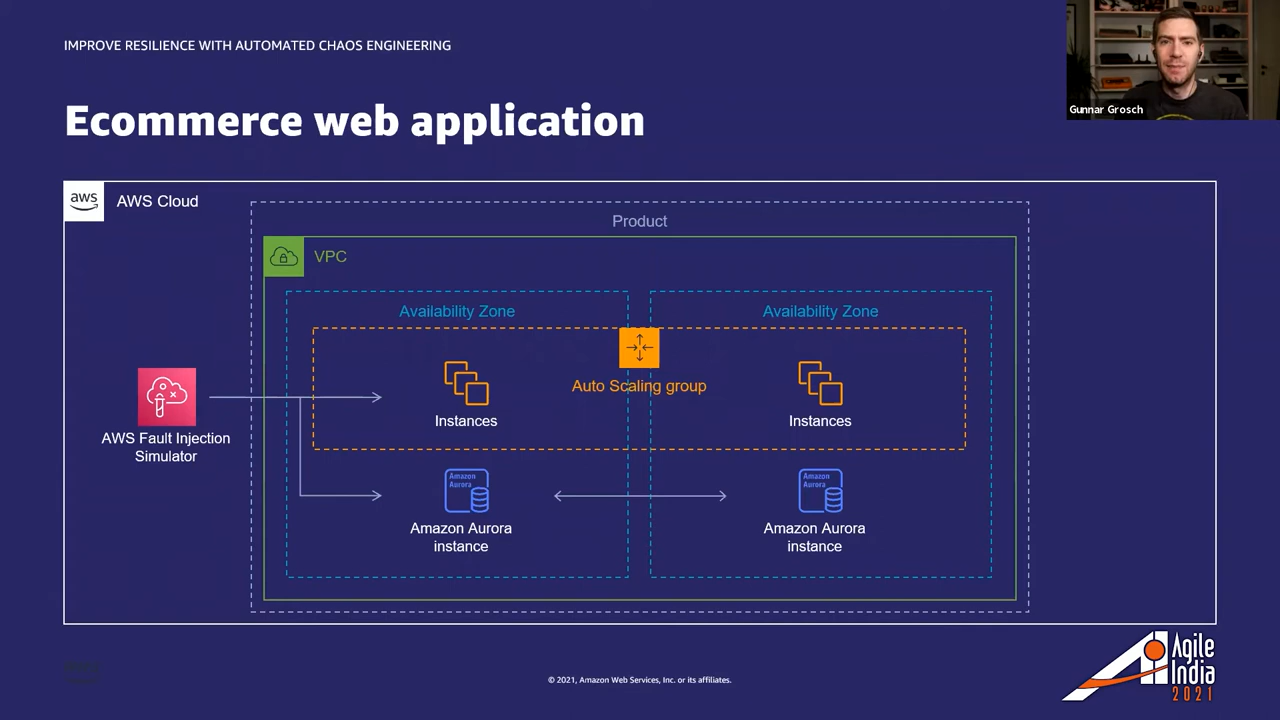 IMPROVE RESILIENCE WITH AUTOMATED CHAOS ENGINEERING
Gunnar Grosch
Ecommerce web application
aws
AWS Cloud
Product
VPC
Availability Zone
Availability Zone
Auto Scaling group
Instances
Instances
AWS Fault Injection
Simulator
Amazon
Aurora
Amazon
Aurora
Amazon Aurora
instance
Amazon Aurora
instance
Agile
India
2021
© 2021, Amazon Web Services, Inc. or its affiliates.